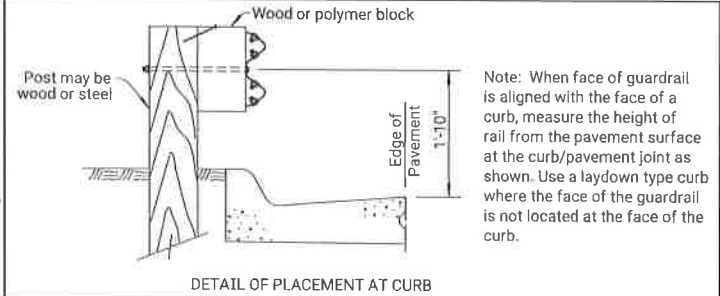 Wood or polymer block
Post may be
wood or steel
Edge of
Pavement
1'-10"
Note: When face of guardrail
is aligned with the face of a
curb, measure the height of
rail from the pavement surface
at the curb/pavement joint as
shown. Use a laydown type curb
where the face of the guardrail
is not located at the face of the
curb.
DETAIL OF PLACEMENT AT CURB